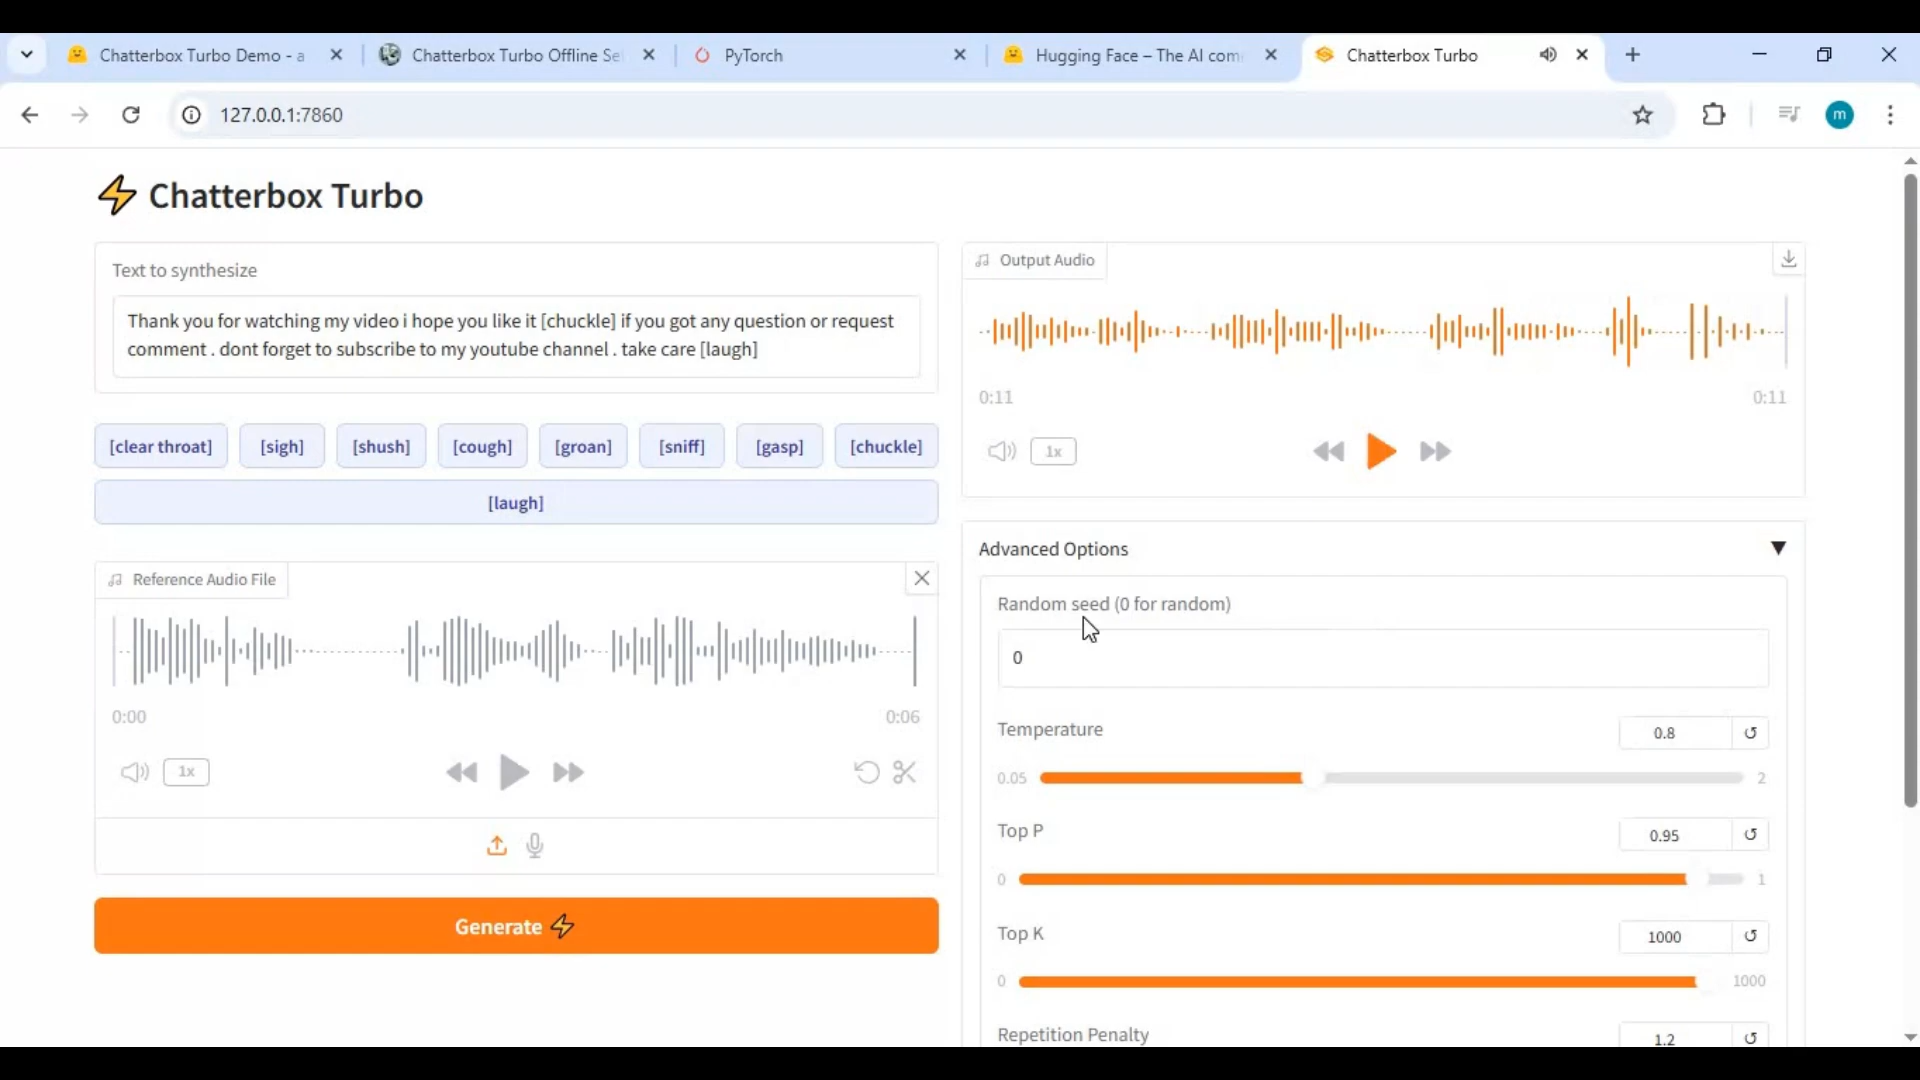 Chatterbox Turbo Demo - a
Chatterbox Turbo Offline Se
PyTorch
Hugging Face – The AI com
Chatterbox Turbo
127.0.0.1:7860
m
Chatterbox Turbo
Text to synthesize
Thank you for watching my video i hope you like it [chuckle] if you got any question or request
comment . dont forget to subscribe to my youtube channel . take care [laugh]
[clear throat]
[sigh]
[shush]
[cough]
[groan]
[sniff]
[gasp]
[chuckle]
[laugh]
Reference Audio File
0:00
0:06
1x
Generate
Output Audio
0:11
0:11
1x
Advanced Options
Random seed (0 for random)
0
Temperature
0.8
0.05
2
Top P
0.95
0
1
Top K
1000
0
1000
Repetition Penalty
1.2